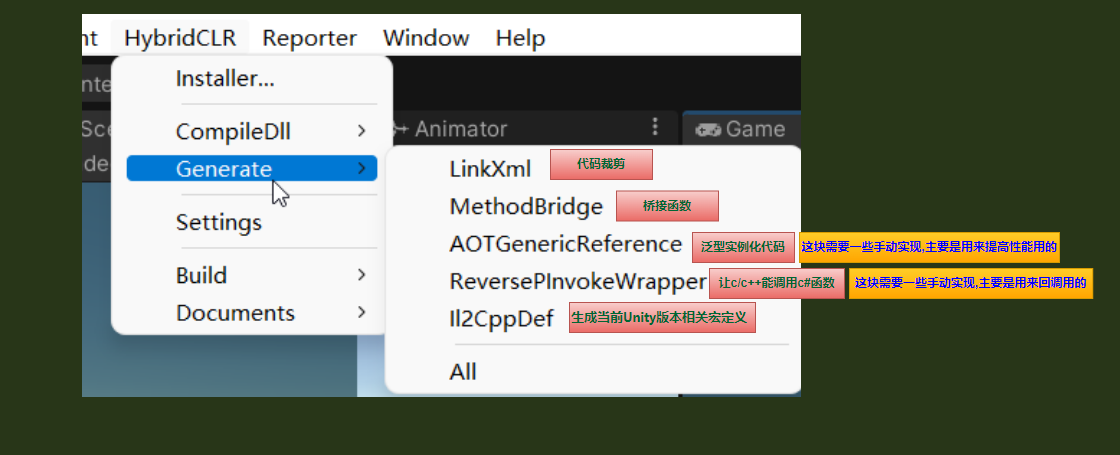 nt HybridCLR Reporter Window Help
Installer...
nte
CompileDll
Sce
Animator
Game
de
Generate
LinkXml 代码裁剪
MethodBridge 桥接函数
Settings
AOTGenericReference 泛型实例化代码 这块需要一些手动实现,主要是用来提高性能用的
Build
ReversePInvokeWrapper 让c/c++能调用c#函数 这块需要一些手动实现,主要是用来回调用的
Documents
Il2CppDef 生成当前Unity版本相关宏定义
All